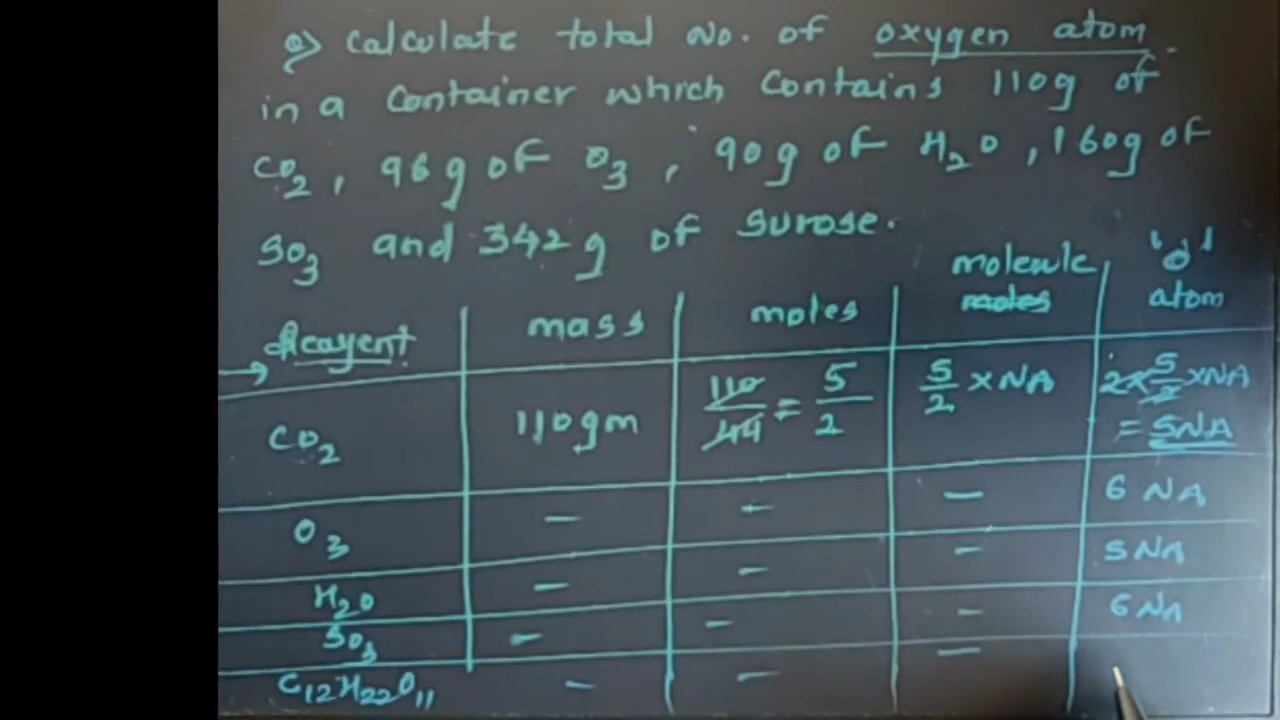 Q) Calculate total No. of oxygen atom
in a container which contains 110g of
CO2, 96g of O3, 90g of H2O, 160g of
SO3 and 342g of surose.
Reagent mass moles molecule moles 'O' atom
CO2 110gm 110/44 = 5/2 5/2 × NA 2×5/2×NA = 5NA
O3 — — — 6 NA
H2O — — — 5NA
SO3 — — — 6 NA
C12H22O11 — — —